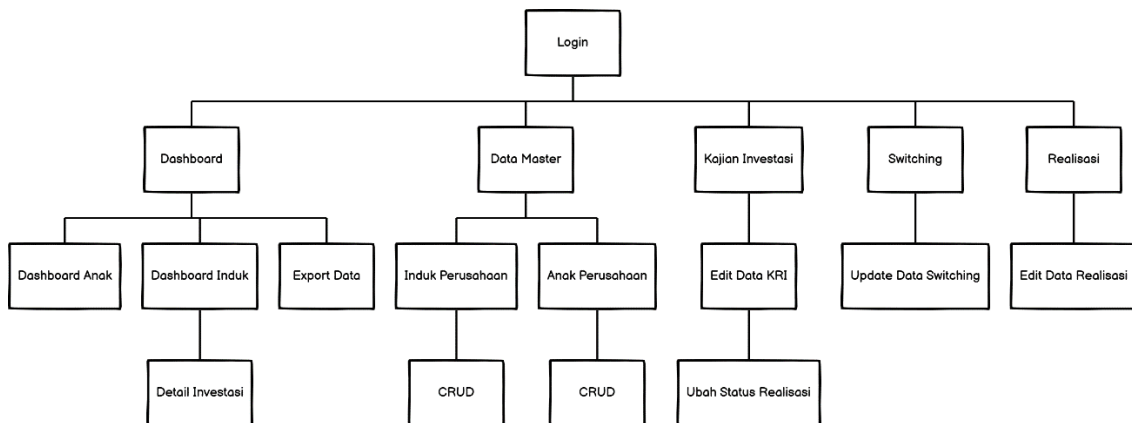 Login
Dashboard
Data Master
Kajian Investasi
Switching
Realisasi
Dashboard Anak
Dashboard Induk
Export Data
Induk Perusahaan
Anak Perusahaan
Edit Data KRI
Update Data Switching
Edit Data Realisasi
Detail Investasi
CRUD
CRUD
Ubah Status Realisasi